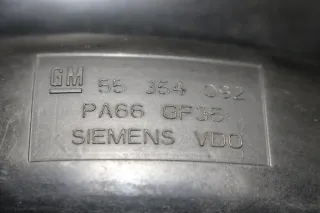 GM 55 354 032
PA66 GF35
SIEMENS VDO